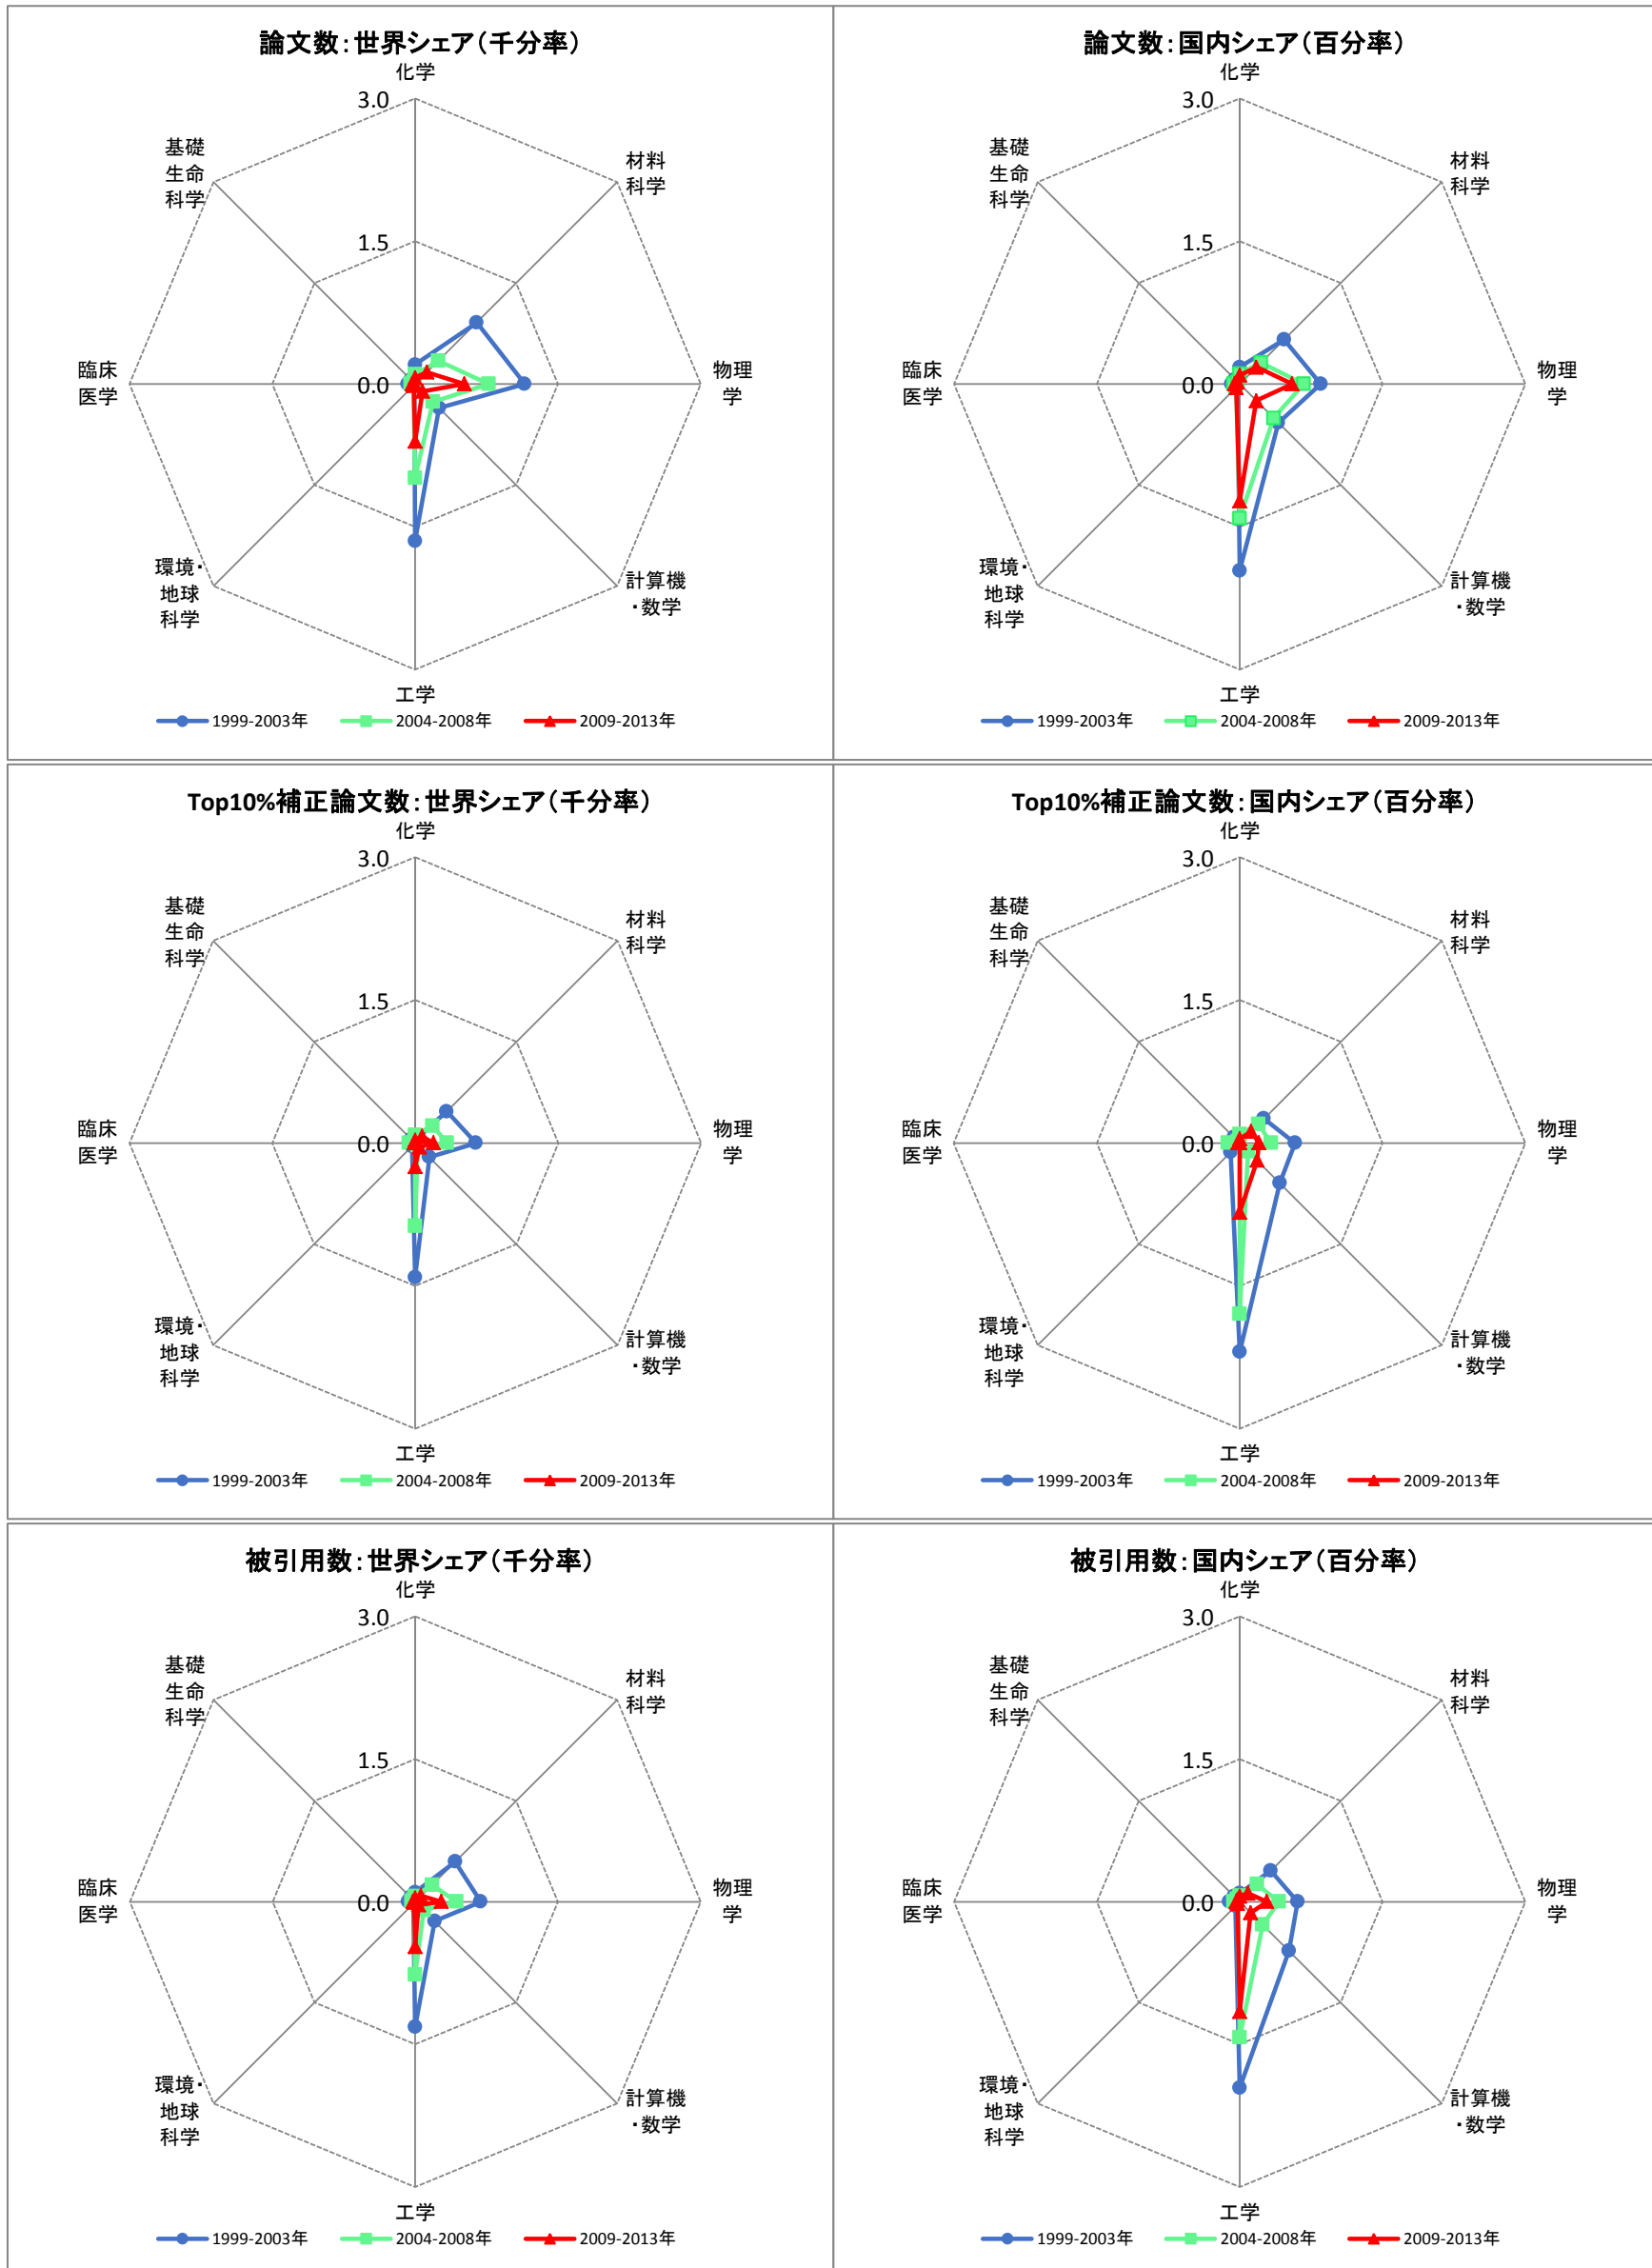 論文数：世界シェア（千分率）
化学
3.0
基礎
生命
科学
材料
科学
1.5
臨床
医学
0.0
物理
学
環境・
地球
科学
計算機
・数学
工学
1999-2003年
2004-2008年
2009-2013年
論文数：国内シェア（百分率）
化学
3.0
基礎
生命
科学
材料
科学
1.5
臨床
医学
0.0
物理
学
環境・
地球
科学
計算機
・数学
工学
1999-2003年
2004-2008年
2009-2013年
Top10%補正論文数：世界シェア（千分率）
化学
3.0
基礎
生命
科学
材料
科学
1.5
臨床
医学
0.0
物理
学
環境・
地球
科学
計算機
・数学
工学
1999-2003年
2004-2008年
2009-2013年
Top10%補正論文数：国内シェア（百分率）
化学
3.0
基礎
生命
科学
材料
科学
1.5
臨床
医学
0.0
物理
学
環境・
地球
科学
計算機
・数学
工学
1999-2003年
2004-2008年
2009-2013年
被引用数：世界シェア（千分率）
化学
3.0
基礎
生命
科学
材料
科学
1.5
臨床
医学
0.0
物理
学
環境・
地球
科学
計算機
・数学
工学
1999-2003年
2004-2008年
2009-2013年
被引用数：国内シェア（百分率）
化学
3.0
基礎
生命
科学
材料
科学
1.5
臨床
医学
0.0
物理
学
環境・
地球
科学
計算機
・数学
工学
1999-2003年
2004-2008年
2009-2013年